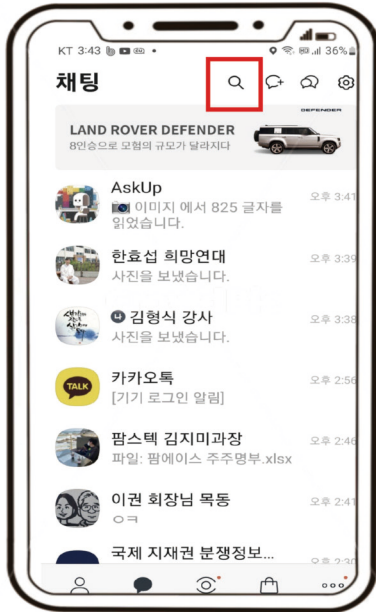 KT 3:43
36%
채팅
DEFENDER
LAND ROVER DEFENDER
8인승으로 모험의 규모가 달라지다
AskUp
오후 3:41
이미지 에서 825 글자를
읽었습니다.
한효섭 희망연대
오후 3:39
사진을 보냈습니다.
나 김형식 강사
오후 3:38
사진을 보냈습니다.
TALK
카카오톡
오후 2:56
[기기 로그인 알림]
팜스텍 김지미과장
오후 2:46
파일: 팜에이스 주주명부.xlsx
이권 회장님 목동
오후 2:41
ㅇㅋ
국제 지재권 분쟁정보...
오후 2:30